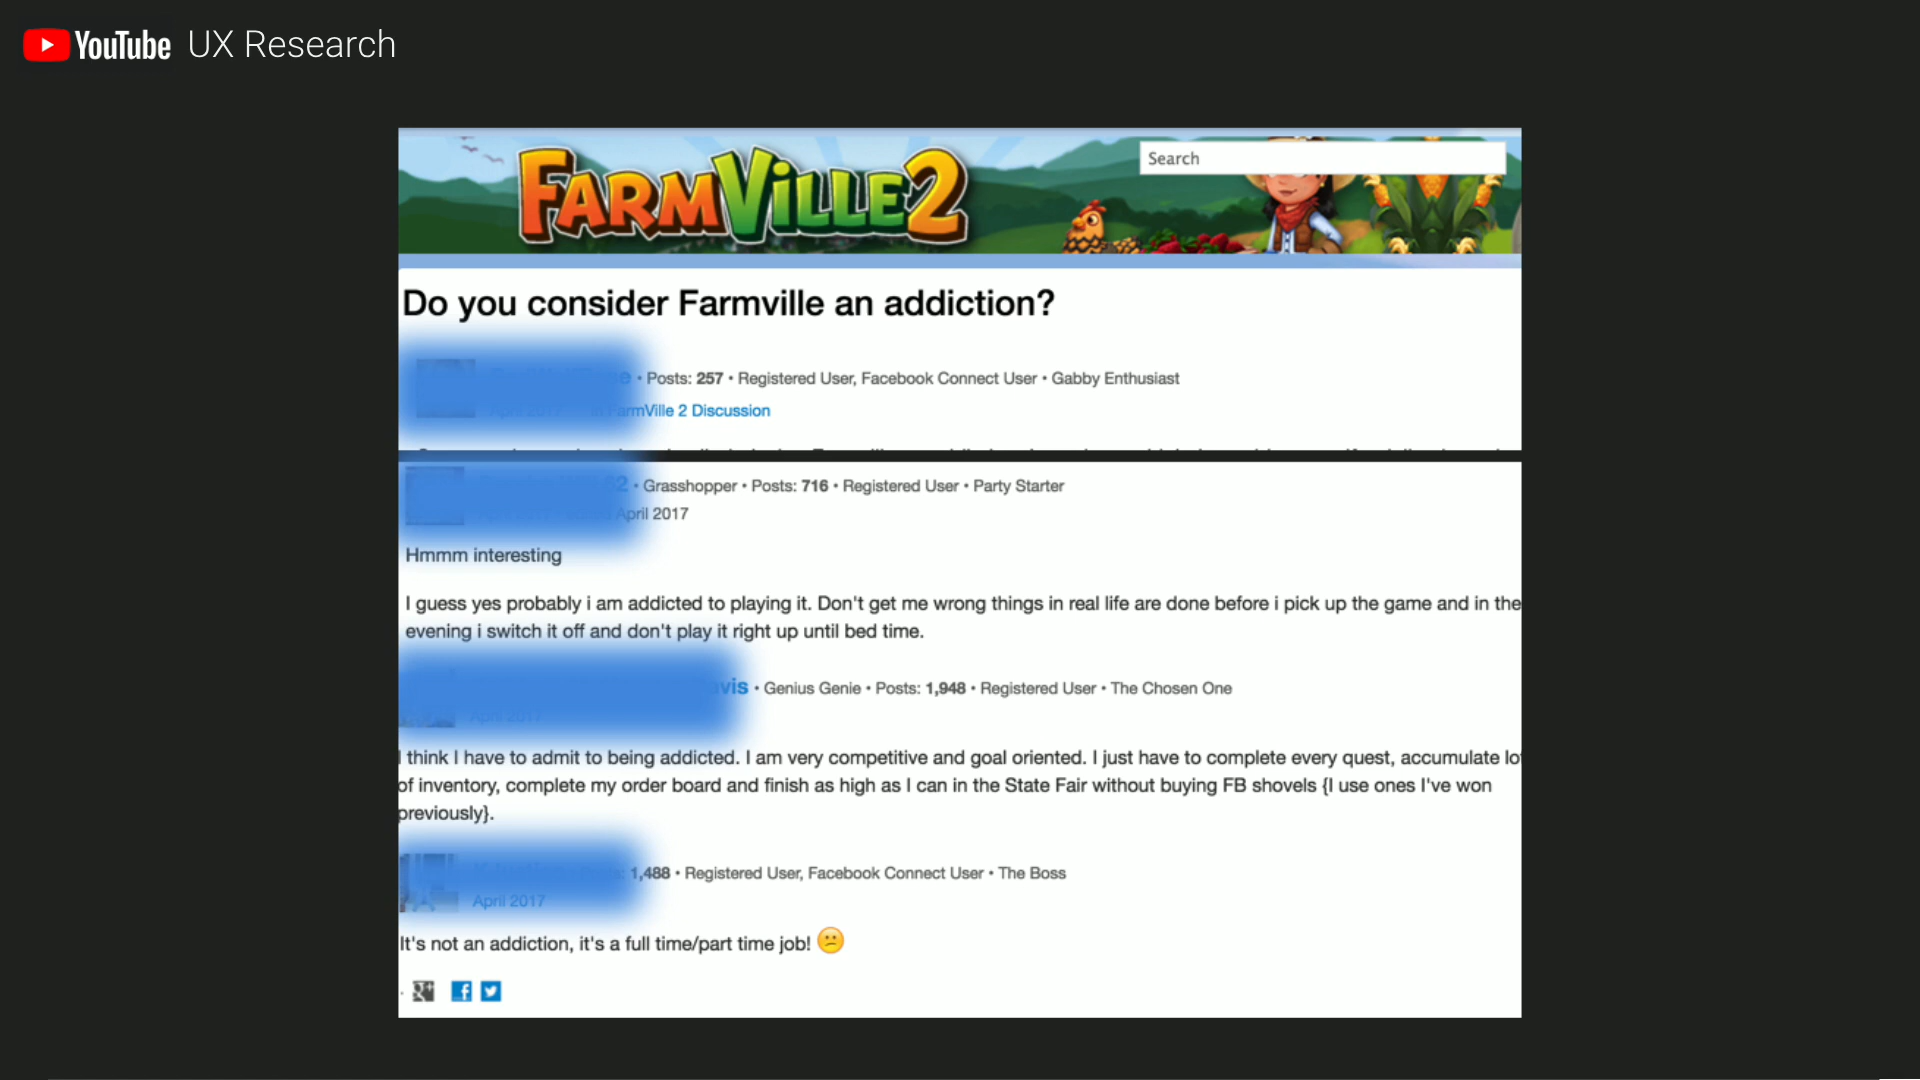 YouTube UX Research
FARMVILLE2
Search
Do you consider Farmville an addiction?
• Posts: 257 • Registered User, Facebook Connect User • Gabby Enthusiast
April 2017 in FarmVille 2 Discussion
62 • Grasshopper • Posts: 716 • Registered User • Party Starter
April 2017
Hmmm interesting
I guess yes probably i am addicted to playing it. Don't get me wrong things in real life are done before i pick up the game and in the
evening i switch it off and don't play it right up until bed time.
avis • Genius Genie • Posts: 1,948 • Registered User • The Chosen One
April 2017
I think I have to admit to being addicted. I am very competitive and goal oriented. I just have to complete every quest, accumulate lo
of inventory, complete my order board and finish as high as I can in the State Fair without buying FB shovels {I use ones I've won
previously}.
1,488 • Registered User, Facebook Connect User • The Boss
April 2017
It's not an addiction, it's a full time/part time job! 😕